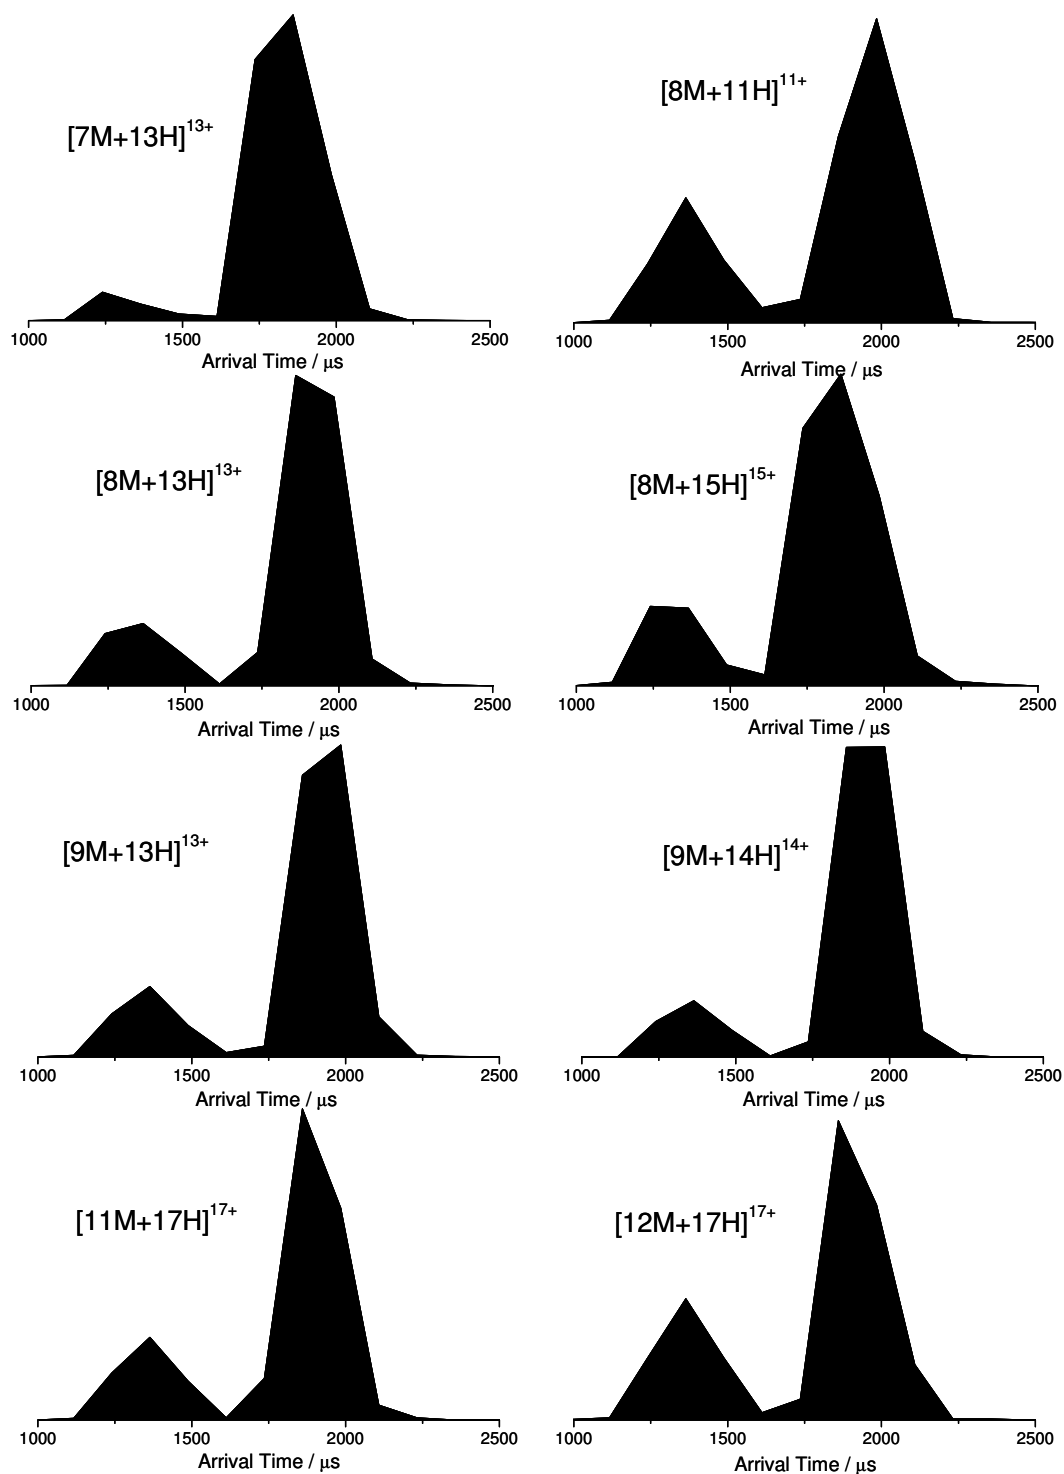 [7M+13H]13+
1000 1500 2000 2500
Arrival Time / μs
[8M+11H]11+
1000 1500 2000 2500
Arrival Time / μs
[8M+13H]13+
1000 1500 2000 2500
Arrival Time / μs
[8M+15H]15+
1000 1500 2000 2500
Arrival Time / μs
[9M+13H]13+
1000 1500 2000 2500
Arrival Time / μs
[9M+14H]14+
1000 1500 2000 2500
Arrival Time / μs
[11M+17H]17+
1000 1500 2000 2500
Arrival Time / μs
[12M+17H]17+
1000 1500 2000 2500
Arrival Time / μs